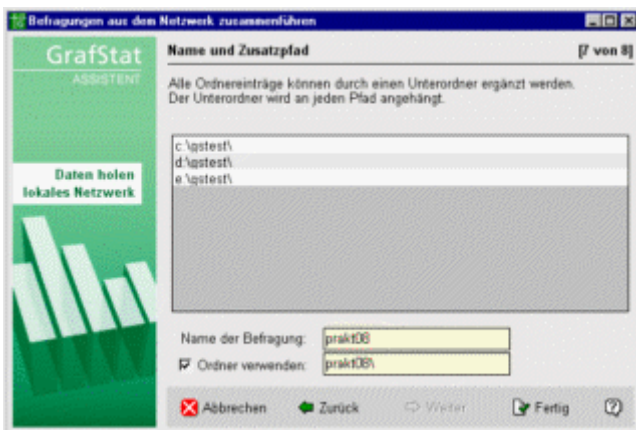 Befragungen aus dem Netzwerk zusammenführen
GrafStat
ASSISTENT
Daten holen
lokales Netzwerk
Name und Zusatzpfad [7 von 8]
Alle Ordnereinträge können durch einen Unterordner ergänzt werden.
Der Unterordner wird an jeden Pfad angehängt.
c:\gstest\
d:\gstest\
e:\gstest\
Name der Befragung: prakt08
Ordner verwenden: prakt08\
Abbrechen Zurück Weiter Fertig